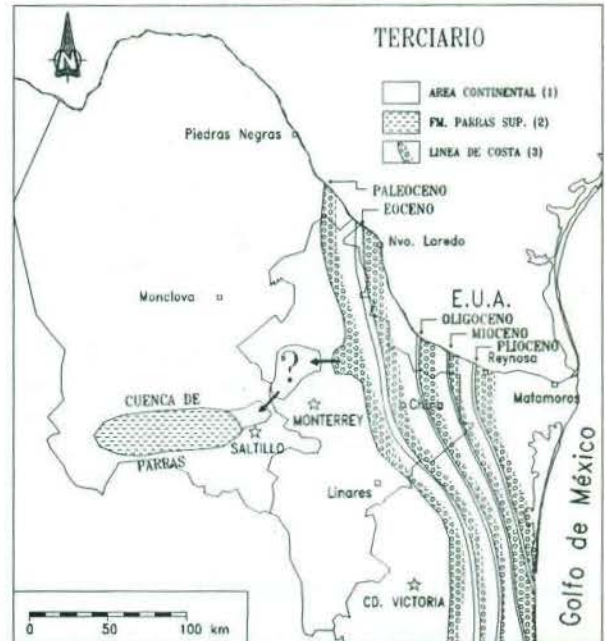 N
TERCIARIO
AREA CONTINENTAL (1)
FM. PARRAS SUP. (2)
LINEA DE COSTA (3)
Piedras Negras
PALEOCENO
EOCENO
Nvo. Laredo
Monclova
E.U.A.
OLIGOCENO
MIOCENO
PLIOCENO
Reynosa
?
Matamoros
CUENCA DE
China
MONTERREY
SALTILLO
PARRAS
Linares
Golfo de México
CD. VICTORIA
0 50 100 km